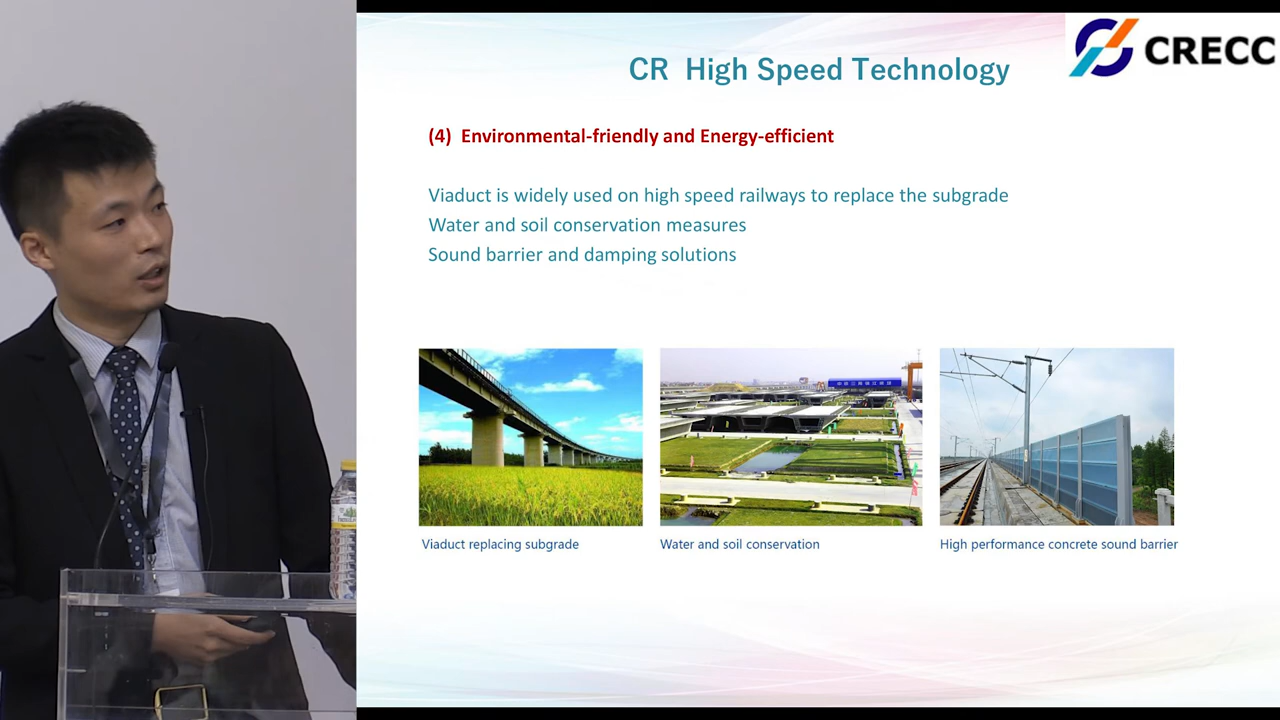 CRECC
CR High Speed Technology
(4) Environmental-friendly and Energy-efficient
Viaduct is widely used on high speed railways to replace the subgrade
Water and soil conservation measures
Sound barrier and damping solutions
Viaduct replacing subgrade
Water and soil conservation
High performance concrete sound barrier